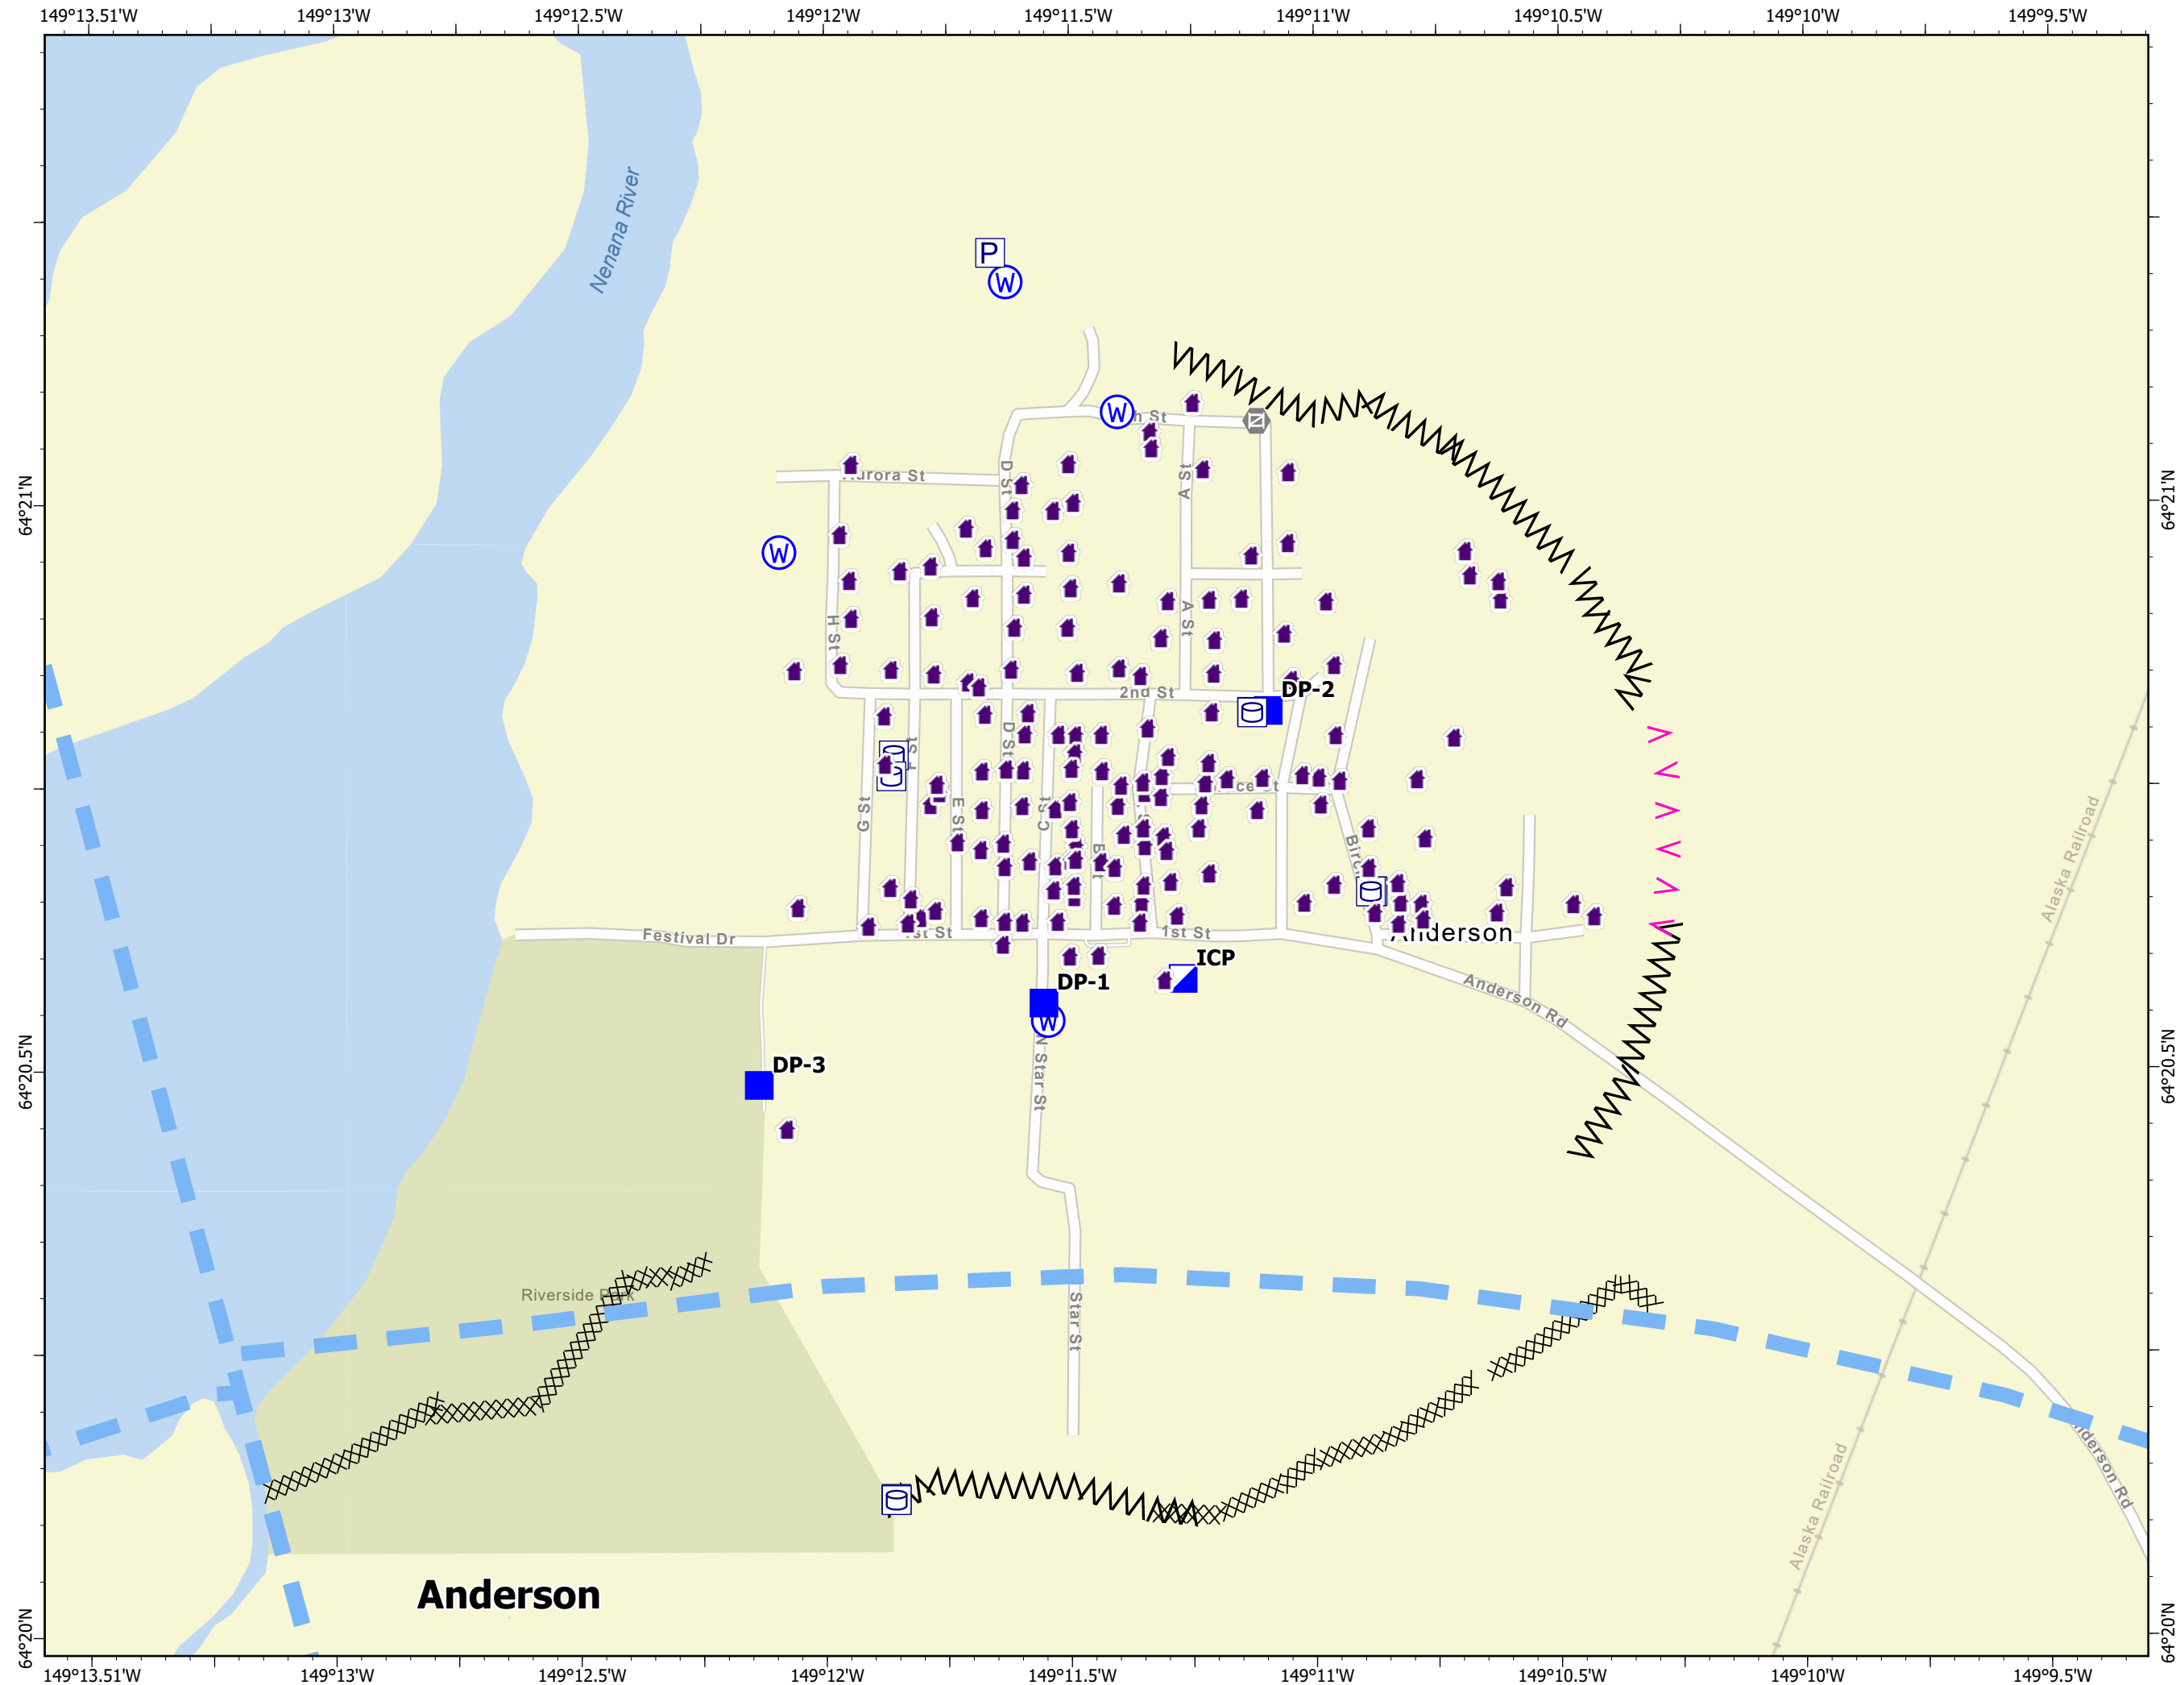 149°13.51'W 149°13'W 149°12.5'W 149°12'W 149°11.5'W 149°11'W 149°10.5'W 149°10'W 149°9.5'W
Nenana River
P
W
W
n St
Aurora St
D St
A St
64°21'N
64°21'N
W
H St
A St
2nd St
DP-2
D St
G St
E St
C St
Alaska Railroad
Festival Dr
1st St
1st St
Anderson
ICP
DP-1
W
Anderson Rd
DP-3
N Star St
64°20.5'N
64°20.5'N
Riverside Park
Star St
Anderson Rd
Alaska Railroad
Anderson
64°20'N
64°20'N
149°13.51'W 149°13'W 149°12.5'W 149°12'W 149°11.5'W 149°11'W 149°10.5'W 149°10'W 149°9.5'W